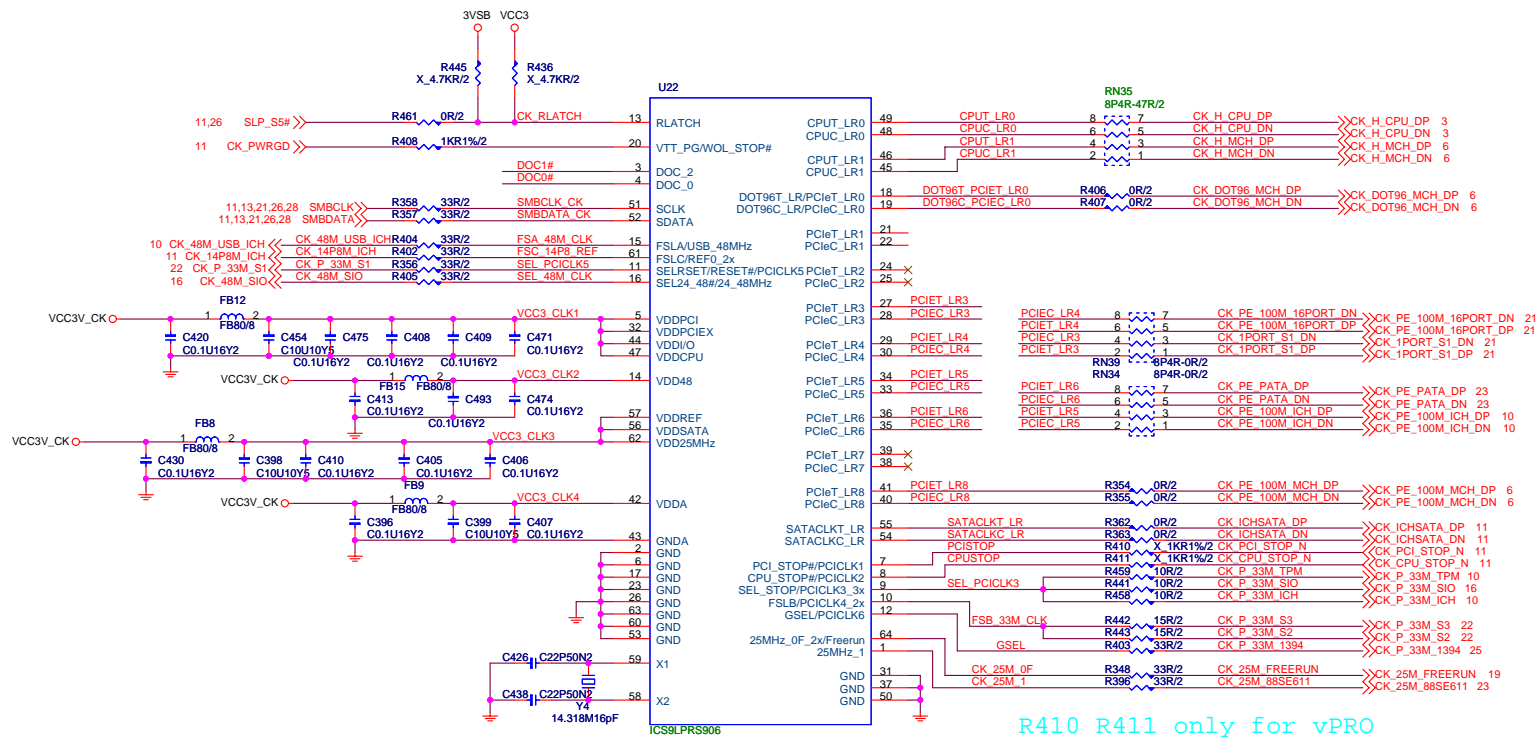 3VSB VCC3
R445 X_4.7KR/2
R436 X_4.7KR/2
U22
RN35
8P4R-47R/2
11,26 SLP_S5# R461 0R/2 CK_RLATCH 13 RLATCH
11 CK_PWRGD R408 1KR1%/2 20 VTT_PG/WOL_STOP#
DOC1# 3 DOC_2
DOC0# 4 DOC_0
11,13,21,26,28 SMBCLK R358 33R/2 SMBCLK_CK 51 SCLK
11,13,21,26,28 SMBDATA R357 33R/2 SMBDATA_CK 52 SDATA
10 CK_48M_USB_ICH CK_48M_USB_ICH R404 33R/2 FSA_48M_CLK 15 FSLA/USB_48MHz
11 CK_14P8M_ICH CK_14P8M_ICH R402 33R/2 FSC_14P8_REF 61 FSLC/REF0_2x
22 CK_P_33M_S1 CK_P_33M_S1 R356 33R/2 SEL_PCICLK5 11 SELRSET/RESET#/PCICLK5
16 CK_48M_SIO CK_48M_SIO R405 33R/2 SEL_48M_CLK 16 SEL24_48#/24_48MHz
VCC3V_CK 1 FB12 2 FB80/8 VCC3_CLK1 5 VDDPCI
32 VDDPCIEX
44 VDDI/O
47 VDDCPU
C420 C0.1U16Y2
C454 C10U10Y5
C475 C0.1U16Y2
C408 C0.1U16Y2
C409 C0.1U16Y2
C471 C0.1U16Y2
VCC3V_CK 1 FB15 2 FB80/8 VCC3_CLK2 14 VDD48
C413 C0.1U16Y2
C493 C0.1U16Y2
C474 C0.1U16Y2
57 VDDREF
56 VDDSATA
VCC3V_CK 1 FB8 2 FB80/8 VCC3_CLK3 62 VDD25MHz
C430 C0.1U16Y2
C398 C10U10Y5
C410 C0.1U16Y2
C405 C0.1U16Y2
C406 C0.1U16Y2
VCC3V_CK 1 FB9 2 FB80/8 VCC3_CLK4 42 VDDA
C396 C0.1U16Y2
C399 C10U10Y5
C407 C0.1U16Y2
43 GNDA
2 GND
6 GND
17 GND
23 GND
26 GND
63 GND
60 GND
53 GND
C426 C22P50N2 59 X1
C438 C22P50N2 58 X2
Y4
14.318M16pF
ICS9LPRS906
CPUT_LR0 49 CPUT_LR0 8 7 CK_H_CPU_DP CK_H_CPU_DP 3
CPUC_LR0 48 CPUC_LR0 6 5 CK_H_CPU_DN CK_H_CPU_DN 3
CPUT_LR1 46 CPUT_LR1 4 3 CK_H_MCH_DP CK_H_MCH_DP 6
CPUC_LR1 45 CPUC_LR1 2 1 CK_H_MCH_DN CK_H_MCH_DN 6
DOT96T_LR/PCIeT_LR0 18 DOT96T_PCIET_LR0 R406 0R/2 CK_DOT96_MCH_DP CK_DOT96_MCH_DP 6
DOT96C_LR/PCIeC_LR0 19 DOT96C_PCIEC_LR0 R407 0R/2 CK_DOT96_MCH_DN CK_DOT96_MCH_DN 6
PCIeT_LR1 21
PCIeC_LR1 22
PCIeT_LR2 24
PCIeC_LR2 25
PCIeT_LR3 27 PCIET_LR3
PCIeC_LR3 28 PCIEC_LR3
PCIeT_LR4 29 PCIET_LR4
PCIeC_LR4 30 PCIEC_LR4
PCIeT_LR5 34 PCIET_LR5
PCIeC_LR5 33 PCIEC_LR5
PCIeT_LR6 36 PCIET_LR6
PCIeC_LR6 35 PCIEC_LR6
PCIeT_LR7 39
PCIeC_LR7 38
PCIEC_LR4 8 7 CK_PE_100M_16PORT_DN CK_PE_100M_16PORT_DN 21
PCIET_LR4 6 5 CK_PE_100M_16PORT_DP CK_PE_100M_16PORT_DP 21
PCIEC_LR3 4 3 CK_1PORT_S1_DN CK_1PORT_S1_DN 21
PCIET_LR3 2 1 CK_1PORT_S1_DP CK_1PORT_S1_DP 21
RN39 8P4R-0R/2
RN34 8P4R-0R/2
PCIET_LR6 8 7 CK_PE_PATA_DP CK_PE_PATA_DP 23
PCIEC_LR6 6 5 CK_PE_PATA_DN CK_PE_PATA_DN 23
PCIET_LR5 4 3 CK_PE_100M_ICH_DP CK_PE_100M_ICH_DP 10
PCIEC_LR5 2 1 CK_PE_100M_ICH_DN CK_PE_100M_ICH_DN 10
PCIeT_LR8 41 PCIET_LR8 R354 0R/2 CK_PE_100M_MCH_DP CK_PE_100M_MCH_DP 6
PCIeC_LR8 40 PCIEC_LR8 R355 0R/2 CK_PE_100M_MCH_DN CK_PE_100M_MCH_DN 6
SATACLKT_LR 55 SATACLKT_LR R362 0R/2 CK_ICHSATA_DP CK_ICHSATA_DP 11
SATACLKC_LR 54 SATACLKC_LR R363 0R/2 CK_ICHSATA_DN CK_ICHSATA_DN 11
PCI_STOP#/PCICLK1 7 PCISTOP R410 X_1KR1%/2 CK_PCI_STOP_N CK_PCI_STOP_N 11
CPU_STOP#/PCICLK2 8 CPUSTOP R411 X_1KR1%/2 CK_CPU_STOP_N CK_CPU_STOP_N 11
SEL_STOP/PCICLK3_3x 9 SEL_PCICLK3 R459 10R/2 CK_P_33M_TPM CK_P_33M_TPM 10
R441 10R/2 CK_P_33M_SIO CK_P_33M_SIO 16
R458 10R/2 CK_P_33M_ICH CK_P_33M_ICH 10
FSLB/PCICLK4_2x 10 FSB_33M_CLK R442 15R/2 CK_P_33M_S3 CK_P_33M_S3 22
R443 15R/2 CK_P_33M_S2 CK_P_33M_S2 22
GSEL/PCICLK6 12 GSEL R403 33R/2 CK_P_33M_1394 CK_P_33M_1394 25
25MHz_0F_2x/Freerun 64 CK_25M_0F R348 33R/2 CK_25M_FREERUN CK_25M_FREERUN 19
25MHz_1 1 CK_25M_1 R396 33R/2 CK_25M_88SE611 CK_25M_88SE611 23
GND 31
GND 37
GND 50
R410 R411 only for vPRO